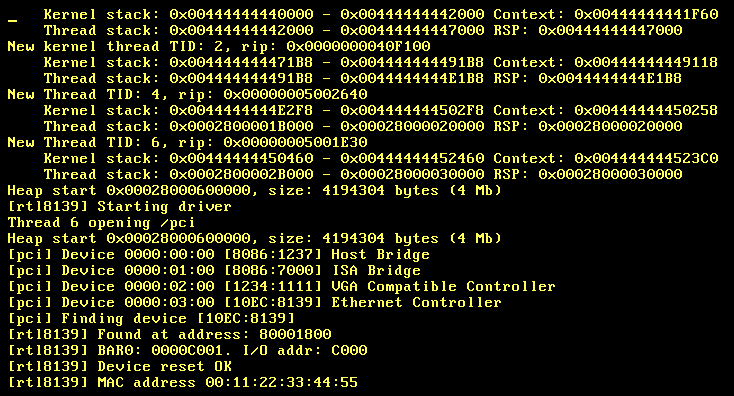 _   Kernel stack: 0x00444444440000 - 0x00444444442000 Context: 0x00444444441F60
    Thread stack: 0x00444444442000 - 0x00444444447000 RSP: 0x00444444447000
New kernel thread TID: 2, rip: 0x0000000040F100
    Kernel stack: 0x004444444471B8 - 0x004444444491B8 Context: 0x00444444449118
    Thread stack: 0x004444444491B8 - 0x0044444444E1B8 RSP: 0x0044444444E1B8
New Thread TID: 4, rip: 0x00000005002640
    Kernel stack: 0x0044444444E2F8 - 0x004444444502F8 Context: 0x00444444450258
    Thread stack: 0x0002800001B000 - 0x00028000020000 RSP: 0x00028000020000
New Thread TID: 6, rip: 0x00000005001E30
    Kernel stack: 0x00444444450460 - 0x00444444452460 Context: 0x004444444523C0
    Thread stack: 0x0002800002B000 - 0x00028000030000 RSP: 0x00028000030000
Heap start 0x00028000600000, size: 4194304 bytes (4 Mb)
[rtl8139] Starting driver
Thread 6 opening /pci
Heap start 0x00028000600000, size: 4194304 bytes (4 Mb)
[pci] Device 0000:00:00 [8086:1237] Host Bridge
[pci] Device 0000:01:00 [8086:7000] ISA Bridge
[pci] Device 0000:02:00 [1234:1111] VGA Compatible Controller
[pci] Device 0000:03:00 [10EC:8139] Ethernet Controller
[pci] Finding device [10EC:8139]
[rtl8139] Found at address: 80001800
[rtl8139] BAR0: 0000C001. I/O addr: C000
[rtl8139] Device reset OK
[rtl8139] MAC address 00:11:22:33:44:55